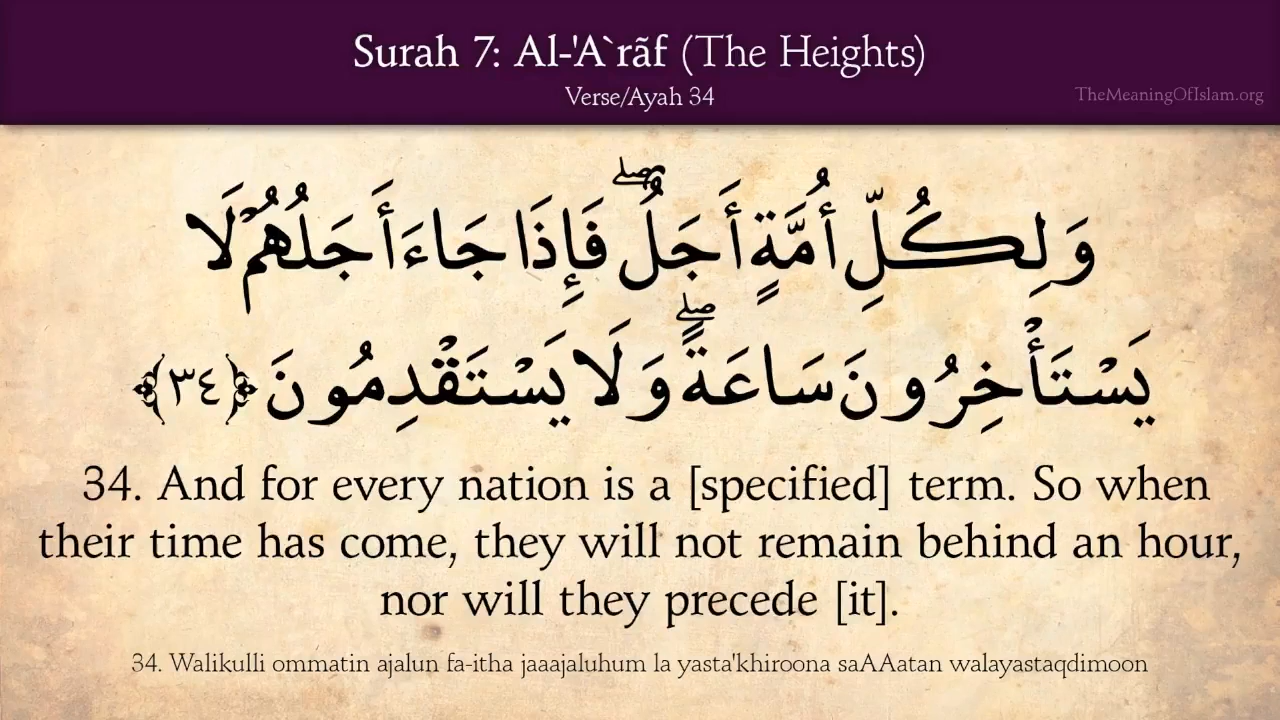 Surah 7: Al-'A`rãf (The Heights)
Verse/Ayah 34
TheMeaningOfIslam.org
وَلِكُلِّ أُمَّةٍ أَجَلٌ ۖ فَإِذَا جَاءَ أَجَلُهُمْ لَا
يَسْتَأْخِرُونَ سَاعَةً ۖ وَلَا يَسْتَقْدِمُونَ ﴿٣٤﴾
34. And for every nation is a [specified] term. So when
their time has come, they will not remain behind an hour,
nor will they precede [it].
34. Walikulli ommatin ajalun fa-itha jaaajaluhum la yasta'khiroona saAAatan walayastaqdimoon